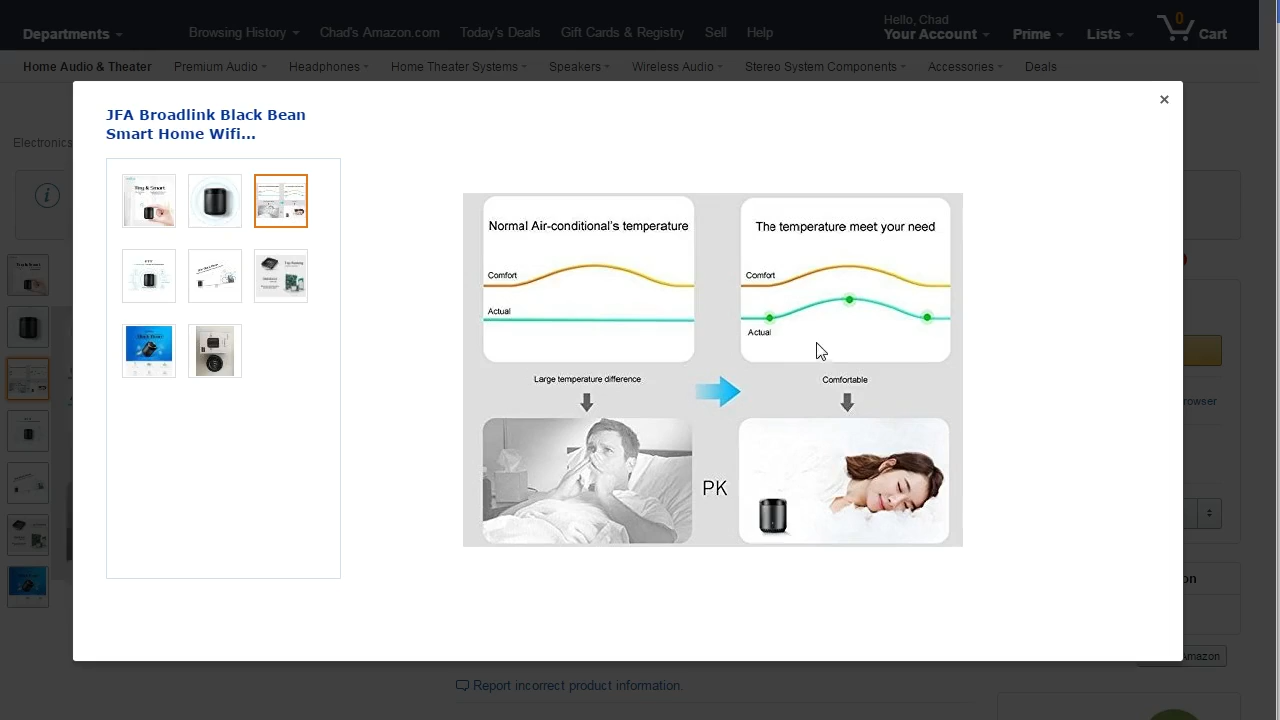 Departments
Browsing History
Chad's Amazon.com
Today's Deals
Gift Cards & Registry
Sell
Help
Hello, Chad
Your Account
Prime
Lists
0
Cart
Home Audio & Theater
Premium Audio
Headphones
Home Theater Systems
Speakers
Wireless Audio
Stereo System Components
Accessories
Deals
JFA Broadlink Black Bean
Smart Home Wifi...
Electronics
Tiny & Smart
Normal Air-conditional's temperature
Comfort
Actual
The temperature meet your need
Comfort
Actual
Large temperature difference
Comfortable
PK
Report incorrect product information.